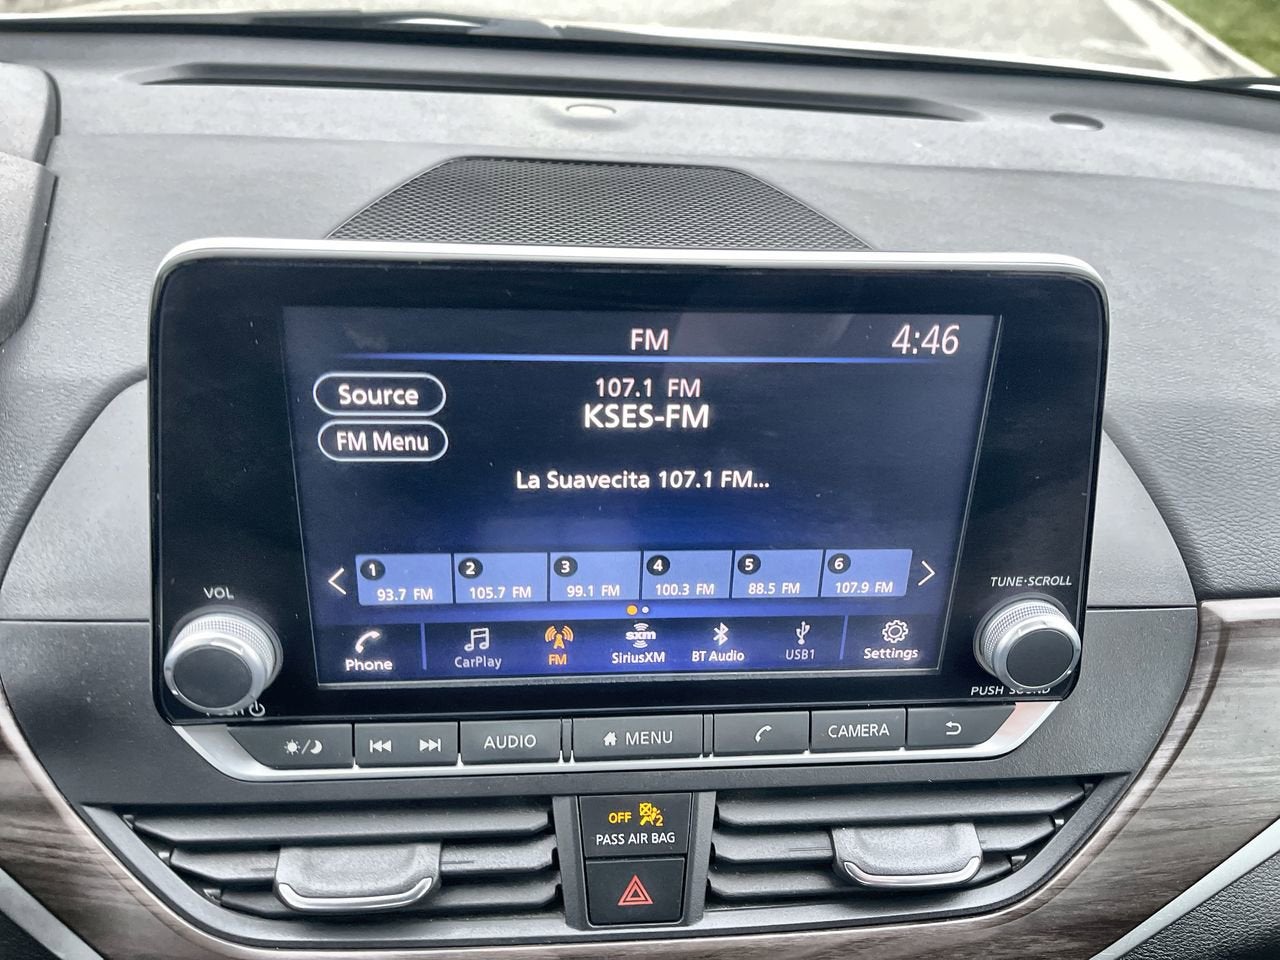 FM
4:46
Source
107.1 FM
KSES-FM
FM Menu
La Suavecita 107.1 FM...
1 2 3 4 5 6
93.7 FM 105.7 FM 99.1 FM 100.3 FM 88.5 FM 107.9 FM
VOL
TUNE·SCROLL
Phone
CarPlay
FM
sxm
SiriusXM
BT Audio
USB1
Settings
PUSH SOUND
AUDIO
MENU
CAMERA
OFF 2
PASS AIR BAG